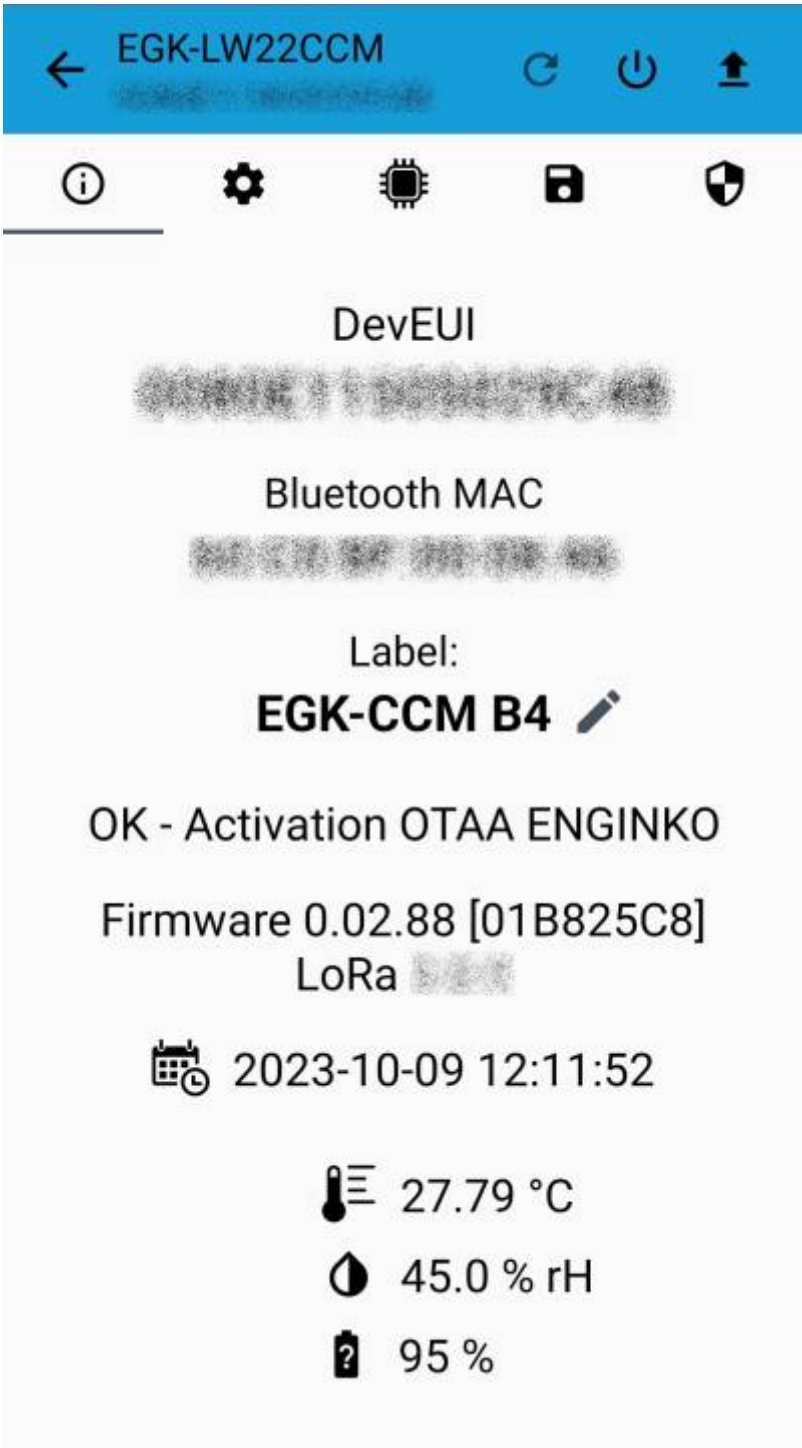 EGK-LW22CCM
DevEUI
Bluetooth MAC
Label:
EGK-CCM B4
OK - Activation OTAA ENGINKO
Firmware 0.02.88 [01B825C8]
LoRa
2023-10-09 12:11:52
27.79 °C
45.0 % rH
95 %